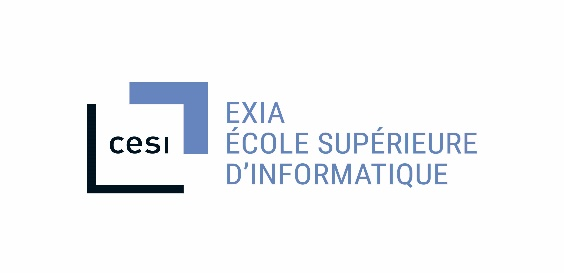 cesi
EXIA
ÉCOLE SUPÉRIEURE
D'INFORMATIQUE